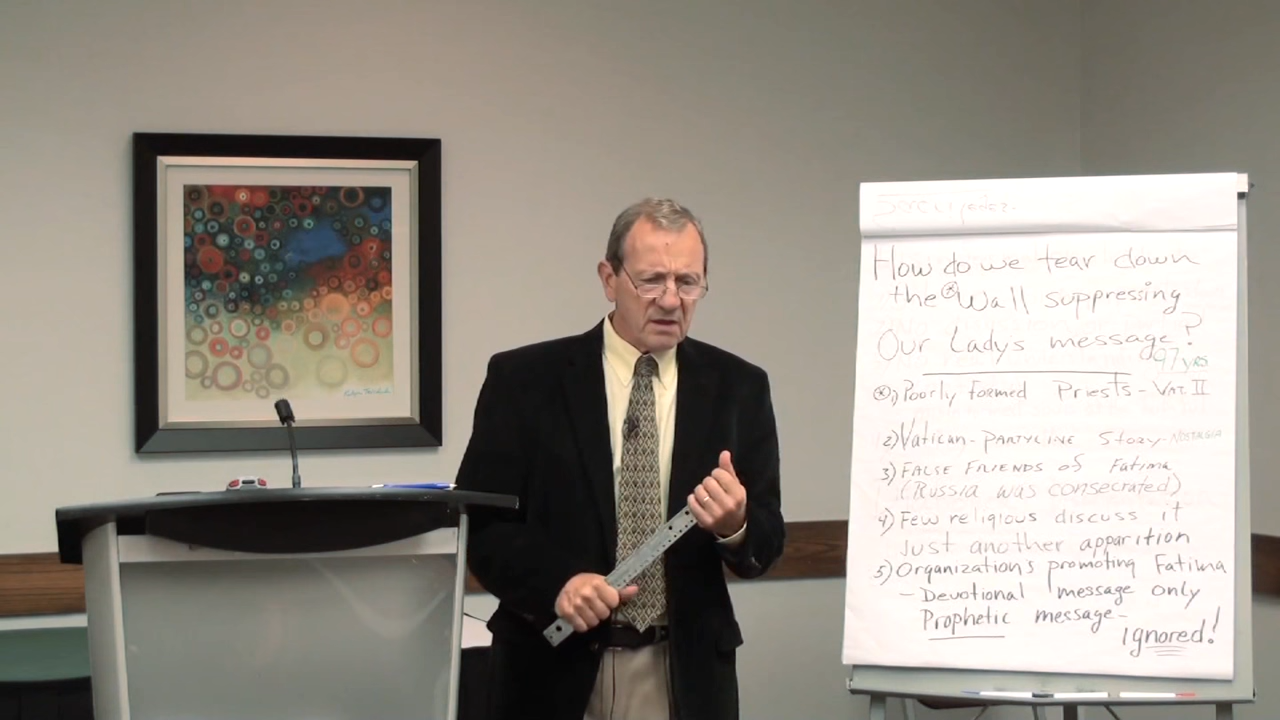 How do we tear down
the ⊛ Wall suppressing
Our Ladys message?
97 YRS
⊛1) Poorly formed Priests - VAT. II
2) Vatican - PARTYLINE STORY - NOSTALGIA
3) FALSE FRIENDS OF Fatima
(RUSSIA WAS CONSECRATED)
4) Few religious discuss it
Just another apparition
5) Organizations promoting Fatima
- Devotional message only
Prophetic message -
Ignored!